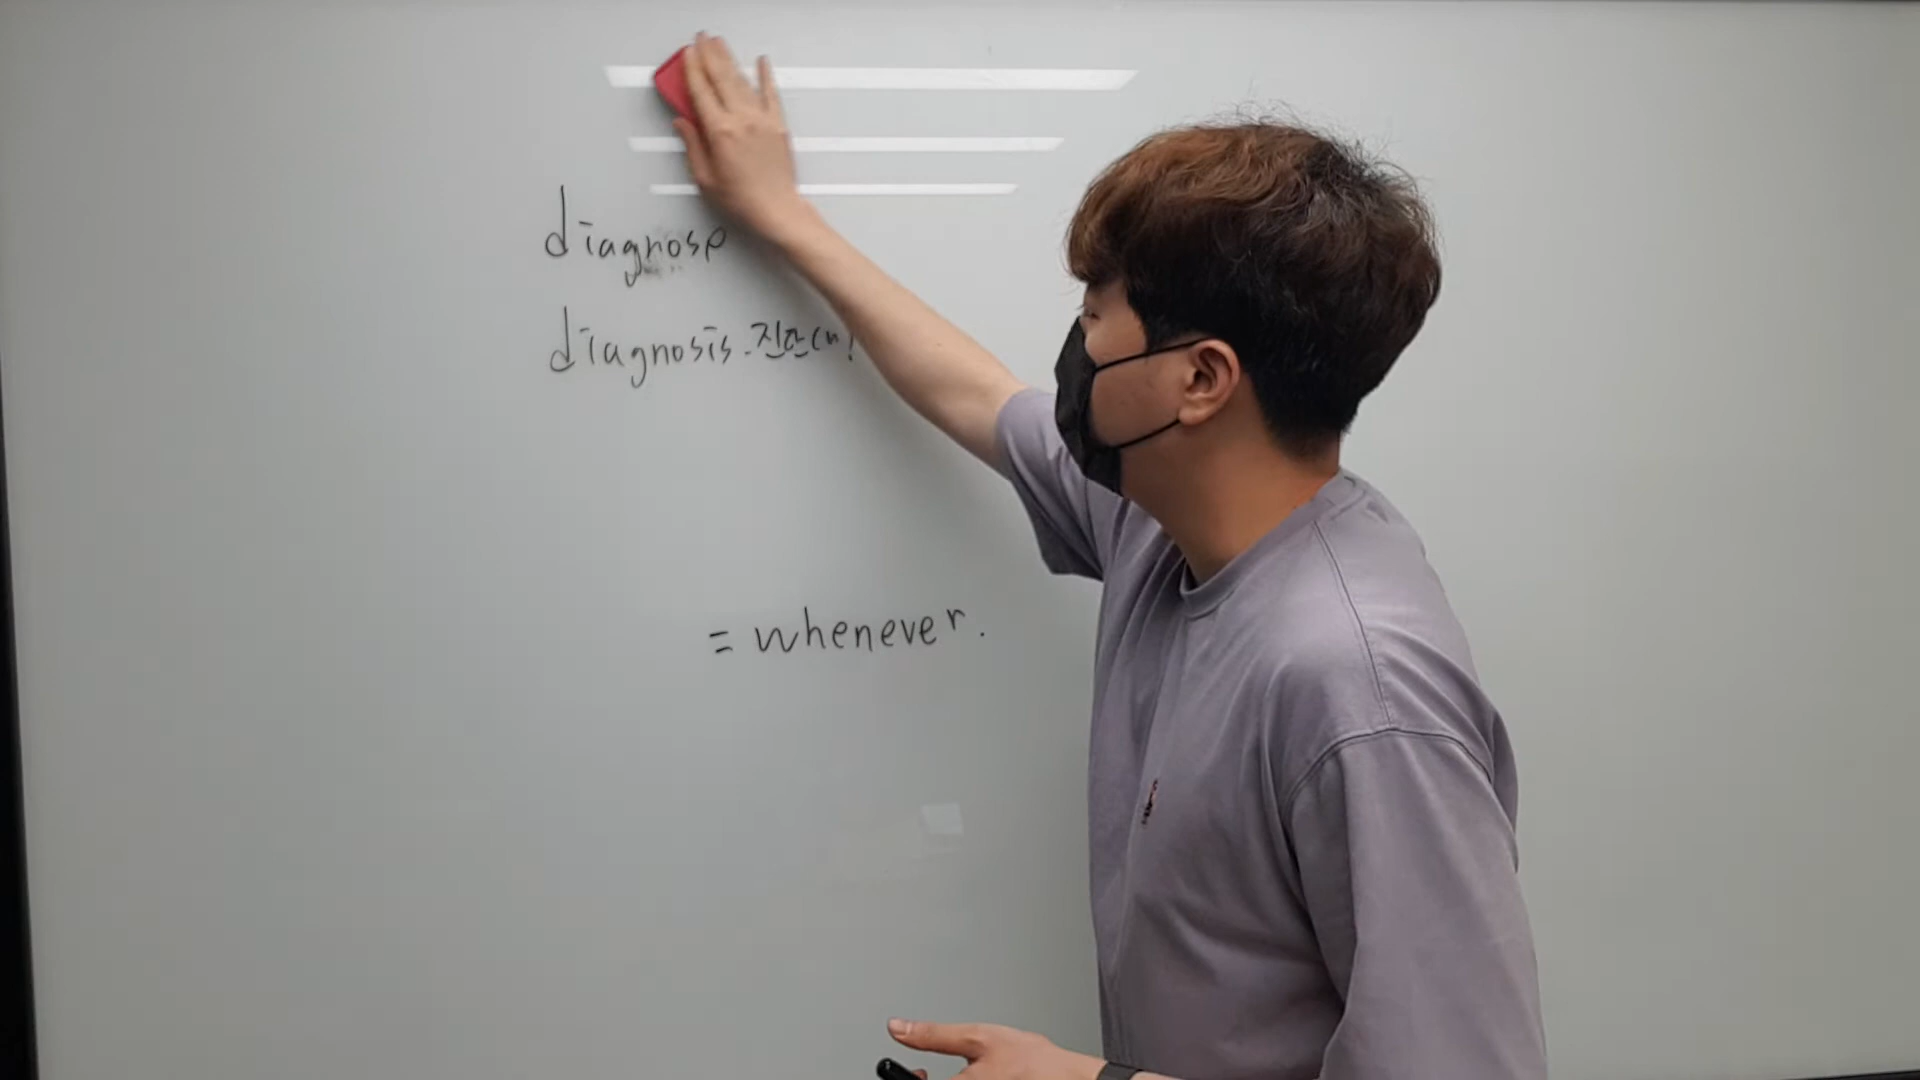 diagnose
diagnosis. 진단(n)
= whenever.